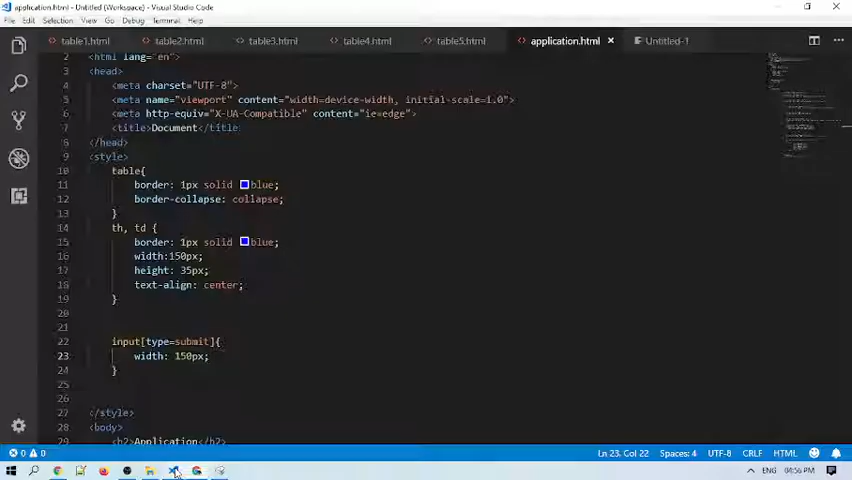 application.html - Untitled (Workspace) - Visual Studio Code
File Edit Selection View Go Debug Terminal Help
table1.html table2.html table3.html table4.html table5.html application.html Untitled-1
2 <html lang="en">
3 <head>
4 <meta charset="UTF-8">
5 <meta name="viewport" content="width=device-width, initial-scale=1.0">
6 <meta http-equiv="X-UA-Compatible" content="ie=edge">
7 <title>Document</title>
8 </head>
9 <style>
10 table{
11 border: 1px solid blue;
12 border-collapse: collapse;
13 }
14 th, td {
15 border: 1px solid blue;
16 width:150px;
17 height: 35px;
18 text-align: center;
19 }
20
21
22 input[type=submit]{
23 width: 150px;
24 }
25
26
27 </style>
28 <body>
29 <h2>Application</h2>
0 0 Ln 23, Col 22 Spaces: 4 UTF-8 CRLF HTML
ENG 04:56 PM